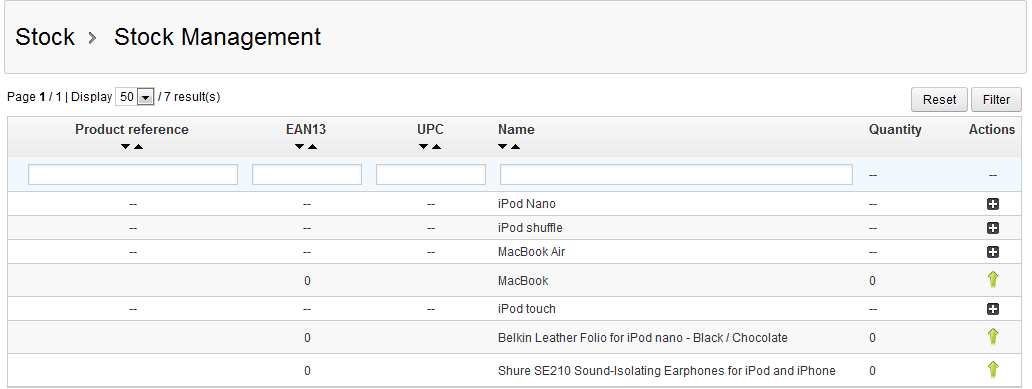 Stock > Stock Management
Page 1 / 1 | Display 50 / 7 result(s)
Reset Filter
Product reference EAN13 UPC Name Quantity Actions
-- --
-- -- -- iPod Nano --
-- -- -- iPod shuffle --
-- -- -- MacBook Air --
0 MacBook 0
-- -- -- iPod touch --
0 Belkin Leather Folio for iPod nano - Black / Chocolate 0
0 Shure SE210 Sound-Isolating Earphones for iPod and iPhone 0